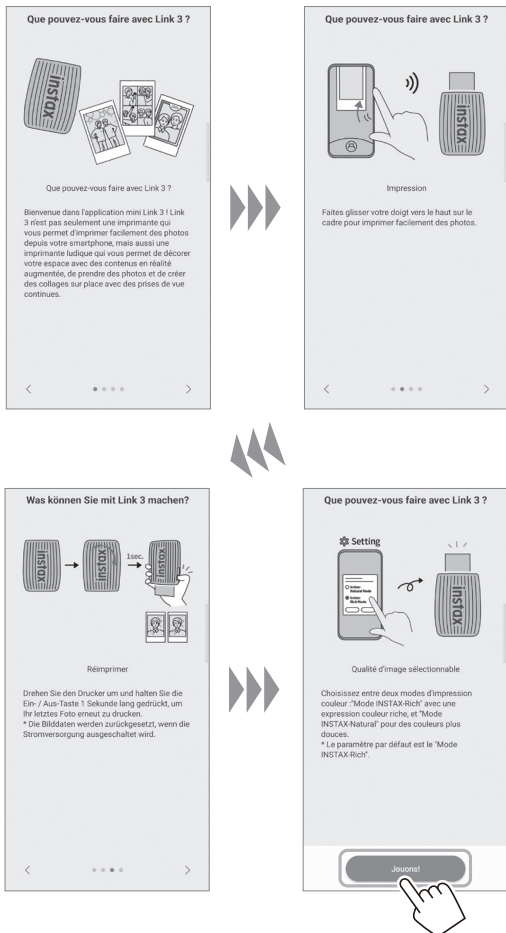 Que pouvez-vous faire avec Link 3 ?
instax
Que pouvez-vous faire avec Link 3 ?
Bienvenue dans l'application mini Link 3 ! Link
3 n'est pas seulement une imprimante qui
vous permet d'imprimer facilement des photos
depuis votre smartphone, mais aussi une
imprimante ludique qui vous permet de décorer
votre espace avec des contenus en réalité
augmentée, de prendre des photos et de créer
des collages sur place avec des prises de vue
continues.
Que pouvez-vous faire avec Link 3 ?
instax
Impression
Faites glisser votre doigt vers le haut sur le
cadre pour imprimer facilement des photos.
Was können Sie mit Link 3 machen?
instax
instax
1sec.
instax
Réimprimer
Drehen Sie den Drucker um und halten Sie die
Ein- / Aus-Taste 1 Sekunde lang gedrückt, um
Ihr letztes Foto erneut zu drucken.
* Die Bilddaten werden zurückgesetzt, wenn die
Stromversorgung ausgeschaltet wird.
Que pouvez-vous faire avec Link 3 ?
Setting
instax
Natural Mode
instax
Rich Mode
instax
Qualité d'image sélectionnable
Choisissez entre deux modes d'impression
couleur :"Mode INSTAX-Rich" avec une
expression couleur riche, et "Mode
INSTAX-Natural" pour des couleurs plus
douces.
* Le paramètre par défaut est le "Mode
INSTAX-Rich".
Jouons!